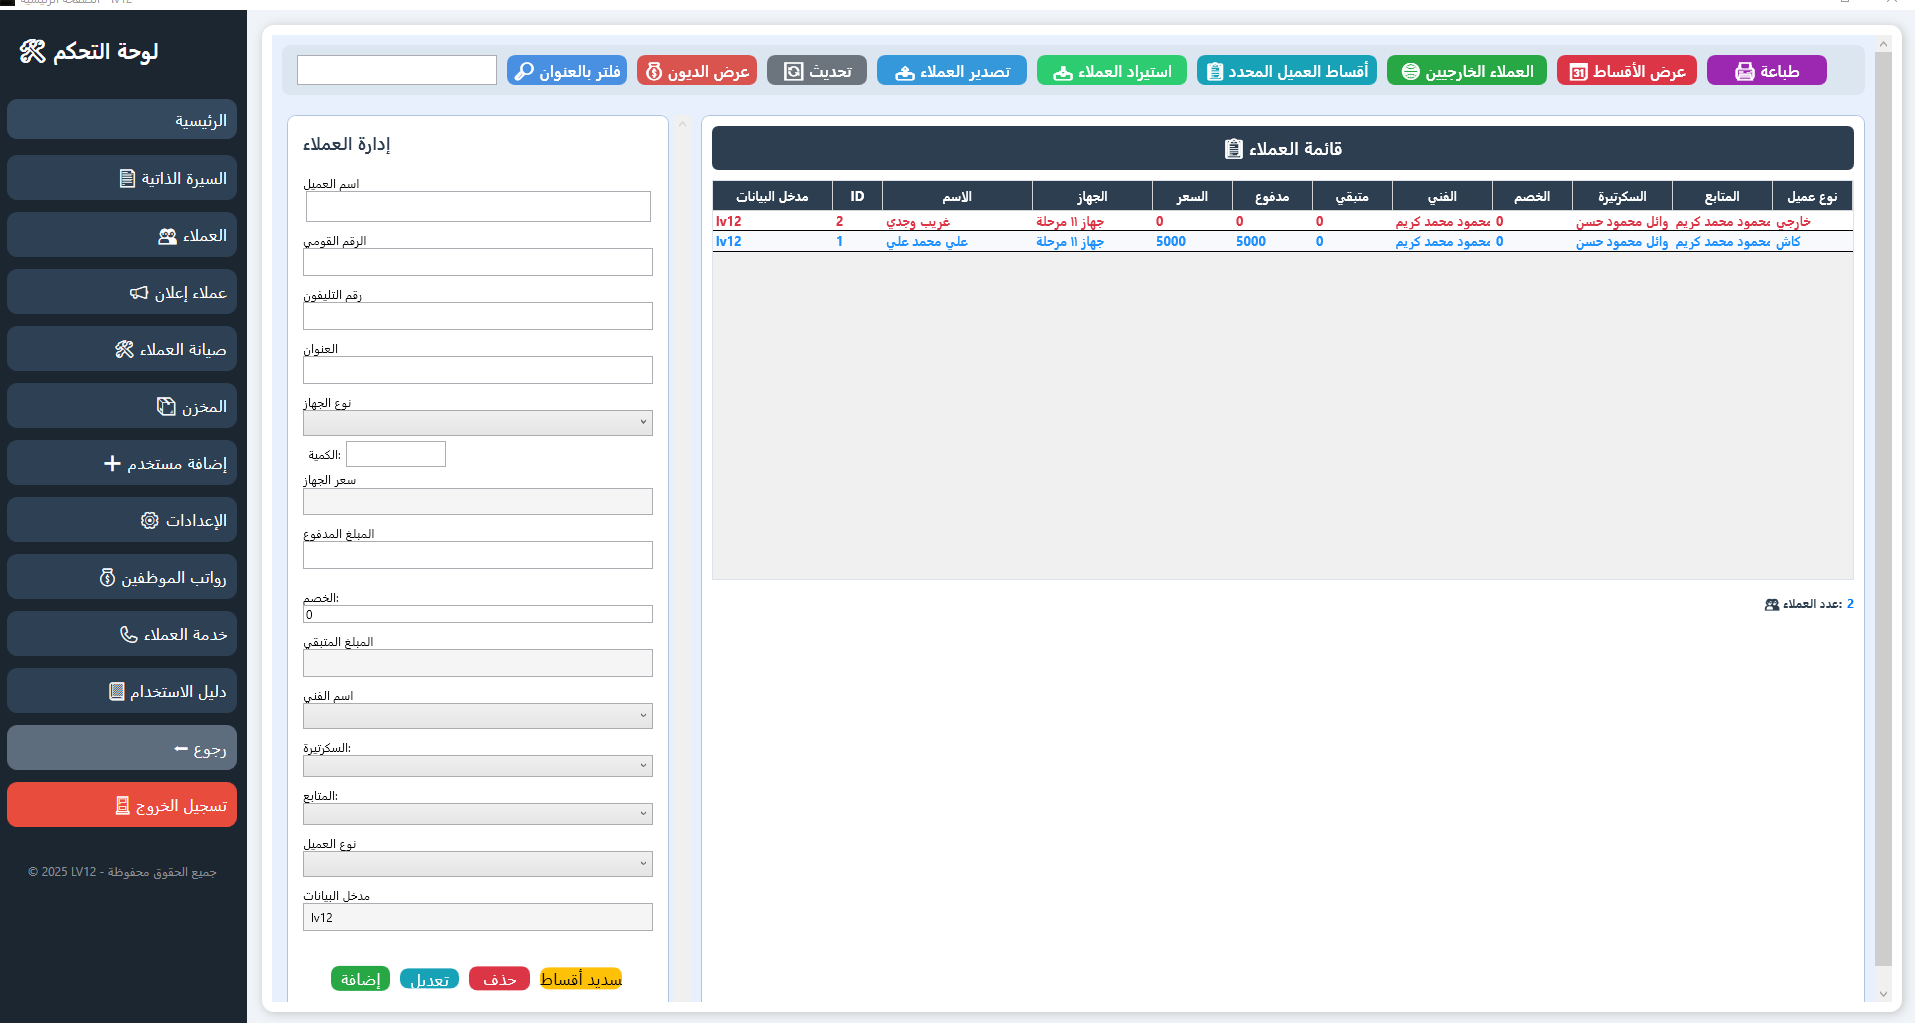 الصفحة الرئيسية - lv12
لوحة التحكم
الرئيسية
السيرة الذاتية
العملاء
عملاء إعلان
صيانة العملاء
المخزن
إضافة مستخدم
الإعدادات
رواتب الموظفين
خدمة العملاء
دليل الاستخدام
رجوع
تسجيل الخروج
جميع الحقوق محفوظة - LV12 2025 ©
فلتر بالعنوان
عرض الديون
تحديث
تصدير العملاء
استيراد العملاء
أقساط العميل المحدد
العملاء الخارجيين
عرض الأقساط
طباعة
إدارة العملاء
اسم العميل
الرقم القومي
رقم التليفون
العنوان
نوع الجهاز
الكمية:
سعر الجهاز
المبلغ المدفوع
الخصم:
0
المبلغ المتبقي
اسم الفني
السكرتيرة:
المتابع:
نوع العميل
مدخل البيانات
lv12
إضافة
تعديل
حذف
تسديد أقساط
قائمة العملاء
مدخل البيانات ID الاسم الجهاز السعر مدفوع متبقي الفني الخصم السكرتيرة المتابع نوع عميل
lv12 2 غريب وجدي جهاز ١١ مرحلة 0 0 0 محمود محمد كريم 0 وائل محمود حسن محمود محمد كريم خارجي
lv12 1 علي محمد علي جهاز ١١ مرحلة 5000 5000 0 محمود محمد كريم 0 وائل محمود حسن محمود محمد كريم كاش
عدد العملاء: 2